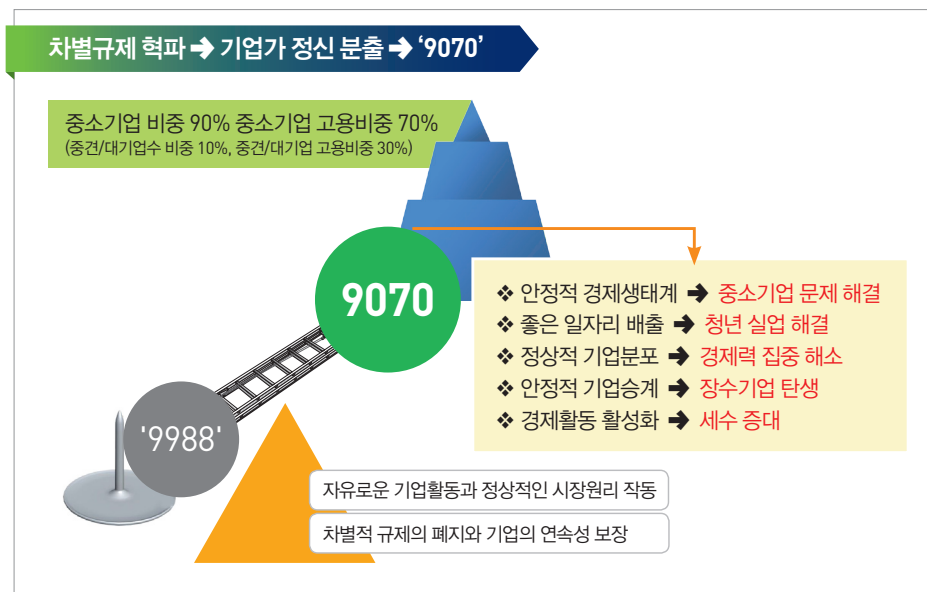 차별규제 혁파 ➜ 기업가 정신 분출 ➜ ‘9070’
중소기업 비중 90% 중소기업 고용비중 70%
(중견/대기업수 비중 10%, 중견/대기업 고용비중 30%)
9070
❖ 안정적 경제생태계 ➜ 중소기업 문제 해결
❖ 좋은 일자리 배출 ➜ 청년 실업 해결
❖ 정상적 기업분포 ➜ 경제력 집중 해소
❖ 안정적 기업승계 ➜ 장수기업 탄생
❖ 경제활동 활성화 ➜ 세수 증대
'9988'
자유로운 기업활동과 정상적인 시장원리 작동
차별적 규제의 폐지와 기업의 연속성 보장